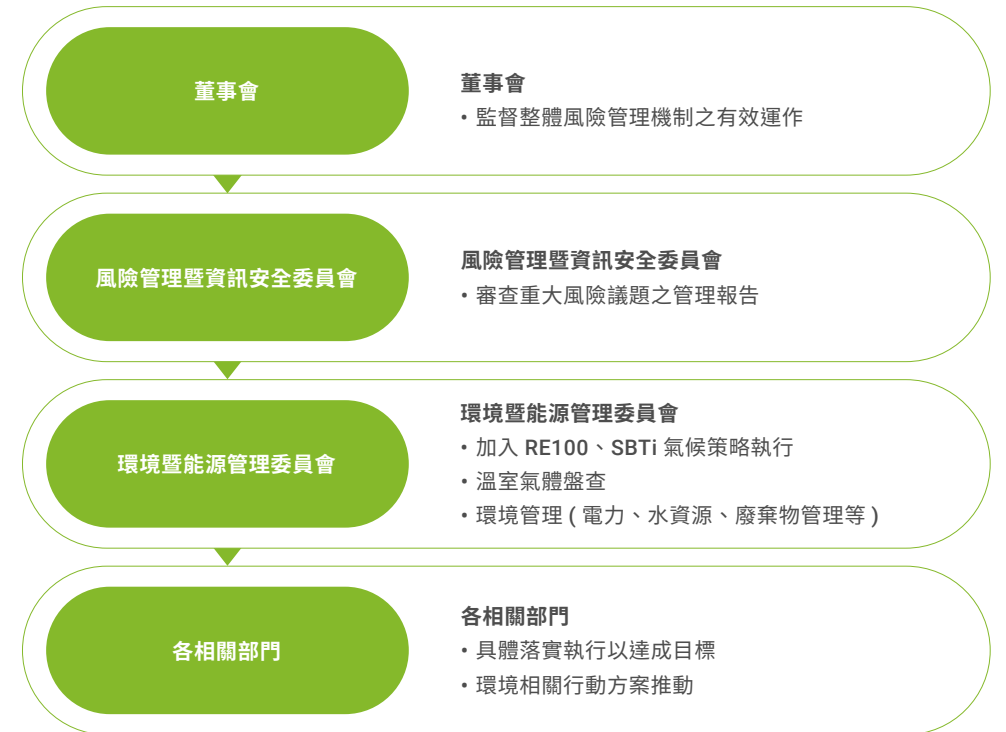 董事會
董事會
• 監督整體風險管理機制之有效運作
風險管理暨資訊安全委員會
風險管理暨資訊安全委員會
• 審查重大風險議題之管理報告
環境暨能源管理委員會
環境暨能源管理委員會
• 加入 RE100、SBTi 氣候策略執行
• 溫室氣體盤查
• 環境管理 ( 電力、水資源、廢棄物管理等 )
各相關部門
各相關部門
• 具體落實執行以達成目標
• 環境相關行動方案推動